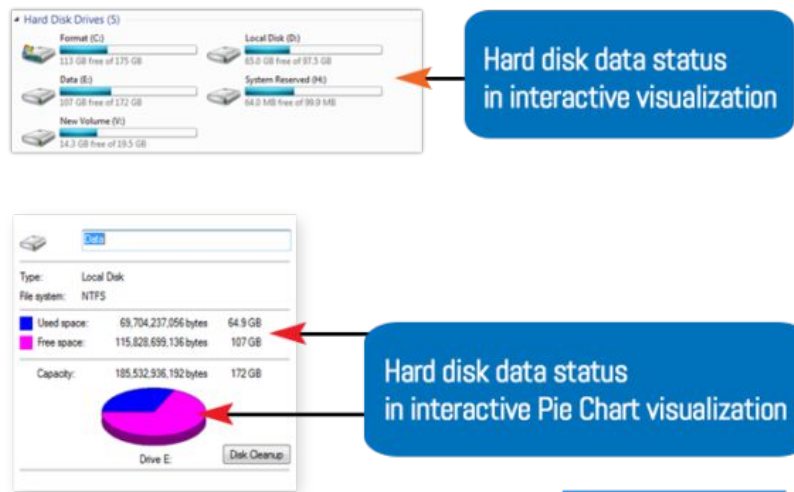 Hard Disk Drives (5)
Format (C:)
113 GB free of 175 GB
Local Disk (D:)
65.0 GB free of 97.5 GB
Data (E:)
107 GB free of 172 GB
System Reserved (H:)
64.0 MB free of 99.9 MB
New Volume (V:)
14.3 GB free of 19.5 GB
Hard disk data status
in interactive visualization
Data
Type: Local Disk
File system: NTFS
Used space: 69,704,237,056 bytes 64.9 GB
Free space: 115,828,699,136 bytes 107 GB
Capacity: 185,532,936,192 bytes 172 GB
Drive E:
Disk Cleanup
Hard disk data status
in interactive Pie Chart visualization